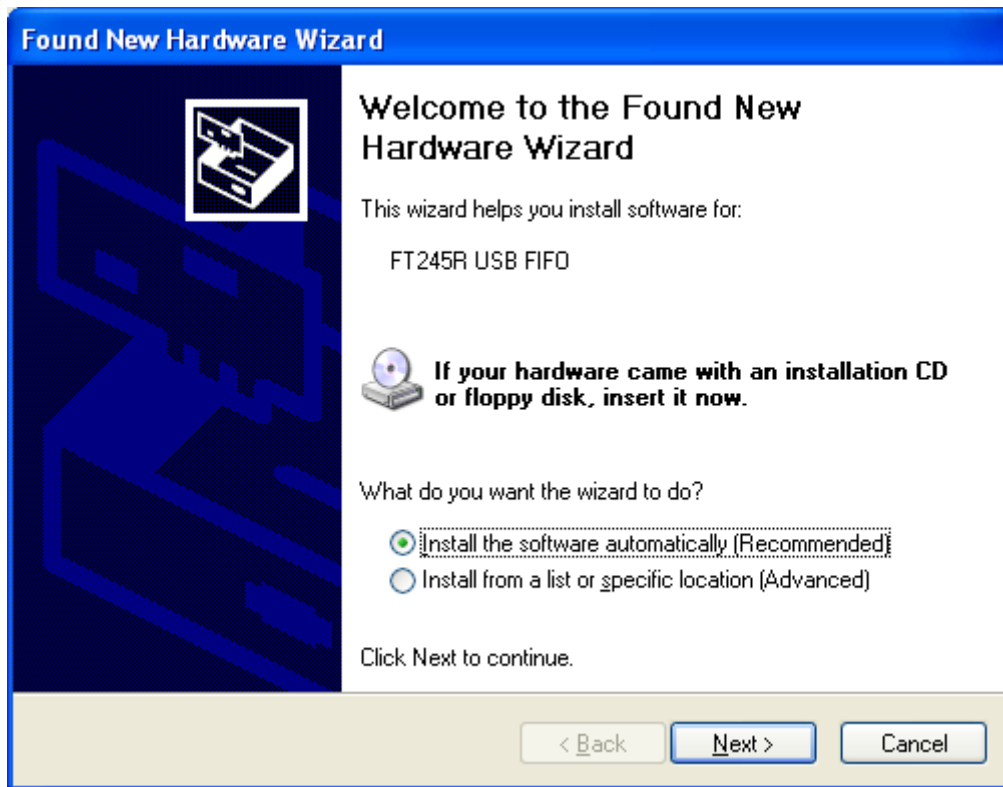 Found New Hardware Wizard
Welcome to the Found New
Hardware Wizard
This wizard helps you install software for:
FT245R USB FIFO
If your hardware came with an installation CD
or floppy disk, insert it now.
What do you want the wizard to do?
Install the software automatically (Recommended)
Install from a list or specific location (Advanced)
Click Next to continue.
< Back Next > Cancel